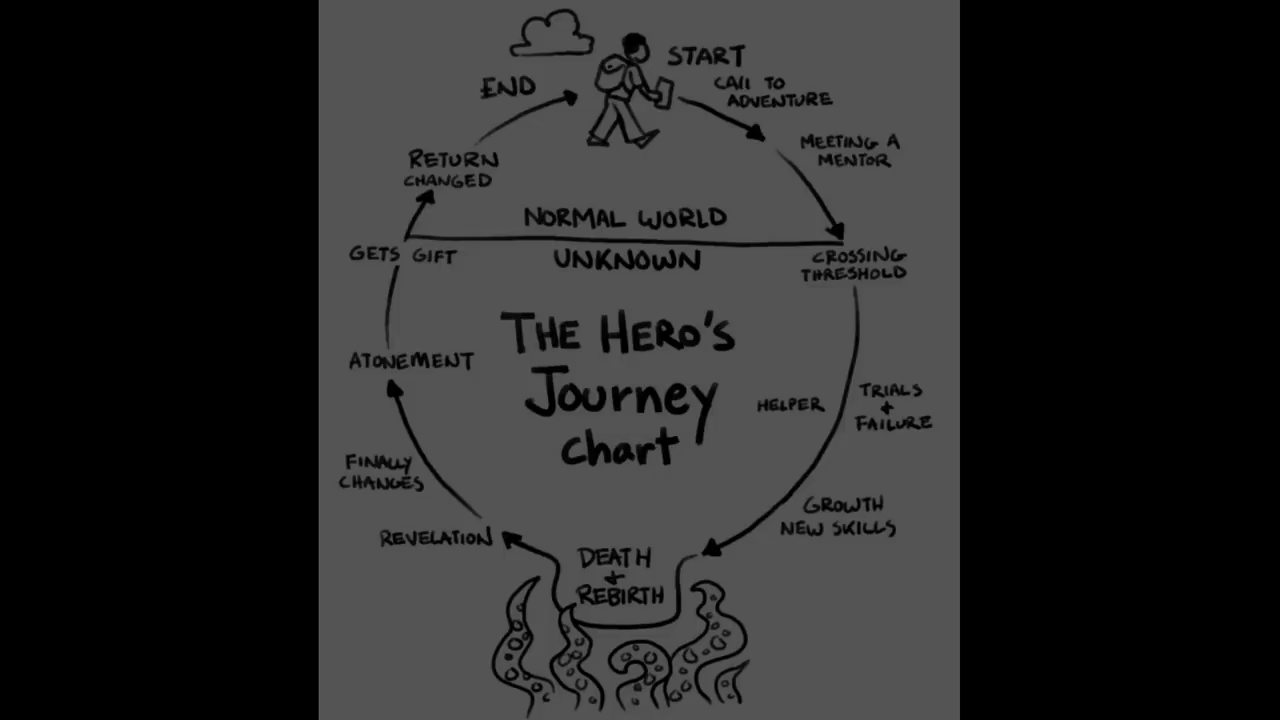 START
CALL TO
ADVENTURE
MEETING A
MENTOR
NORMAL WORLD
UNKNOWN
CROSSING
THRESHOLD
THE HERO'S
JOURNEY
CHART
HELPER
TRIALS
+
FAILURE
GROWTH
NEW SKILLS
DEATH
+
REBIRTH
REVELATION
FINALLY
CHANGES
ATONEMENT
GETS GIFT
RETURN
CHANGED
END